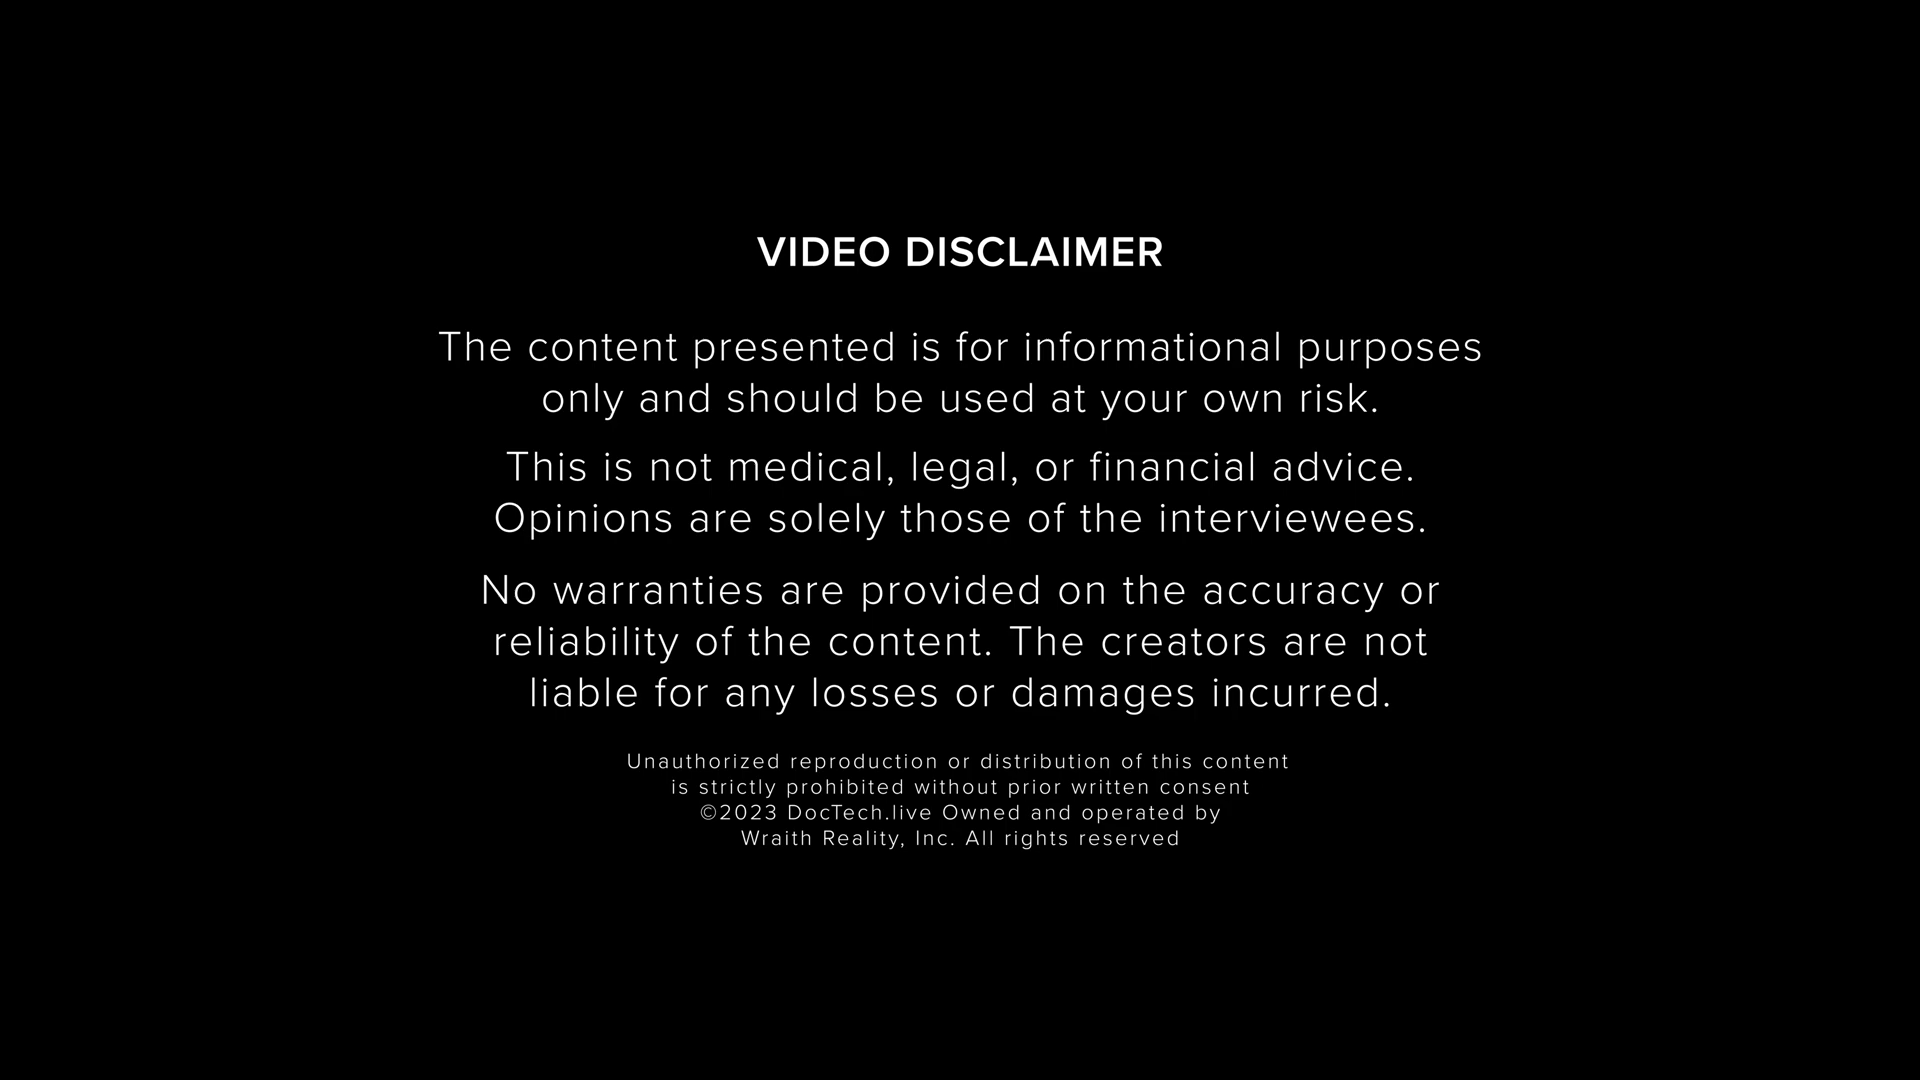 VIDEO DISCLAIMER
The content presented is for informational purposes
only and should be used at your own risk.
This is not medical, legal, or financial advice.
Opinions are solely those of the interviewees.
No warranties are provided on the accuracy or
reliability of the content. The creators are not
liable for any losses or damages incurred.
Unauthorized reproduction or distribution of this content
is strictly prohibited without prior written consent
©2023 DocTech.live Owned and operated by
Wraith Reality, Inc. All rights reserved